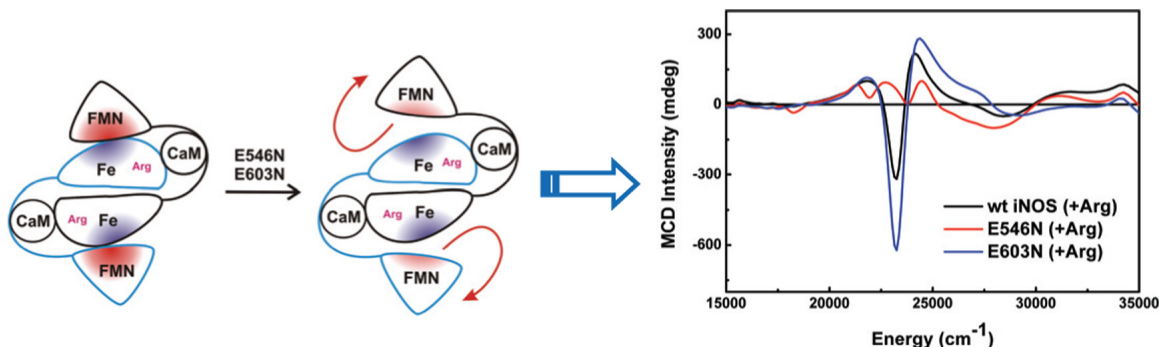 FMN
CaM
Fe
Arg
CaM
Arg
Fe
FMN
E546N
E603N
FMN
CaM
Fe
Arg
CaM
Arg
Fe
FMN
MCD Intensity (mdeg)
300
0
-300
-600
wt iNOS (+Arg)
E546N (+Arg)
E603N (+Arg)
15000 20000 25000 30000 35000
Energy (cm⁻¹)